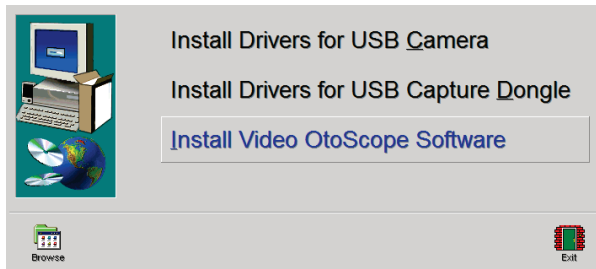 Install Drivers for USB Camera
Install Drivers for USB Capture Dongle
Install Video OtoScope Software
Browse
Exit